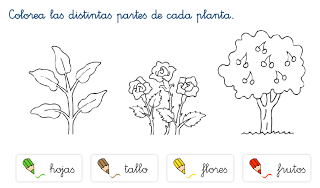 Colorea las distintas partes de cada planta.
hojas tallo flores frutos